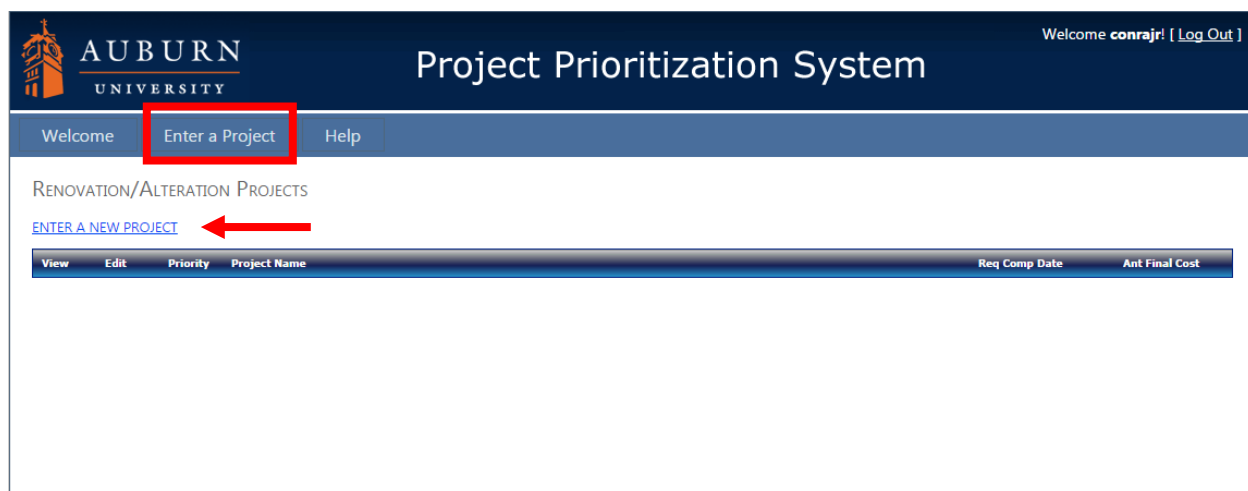 AUBURN
UNIVERSITY
Project Prioritization System
Welcome conrajr! [ Log Out ]
Welcome Enter a Project Help
RENOVATION/ALTERATION PROJECTS
ENTER A NEW PROJECT
View Edit Priority Project Name Req Comp Date Ant Final Cost